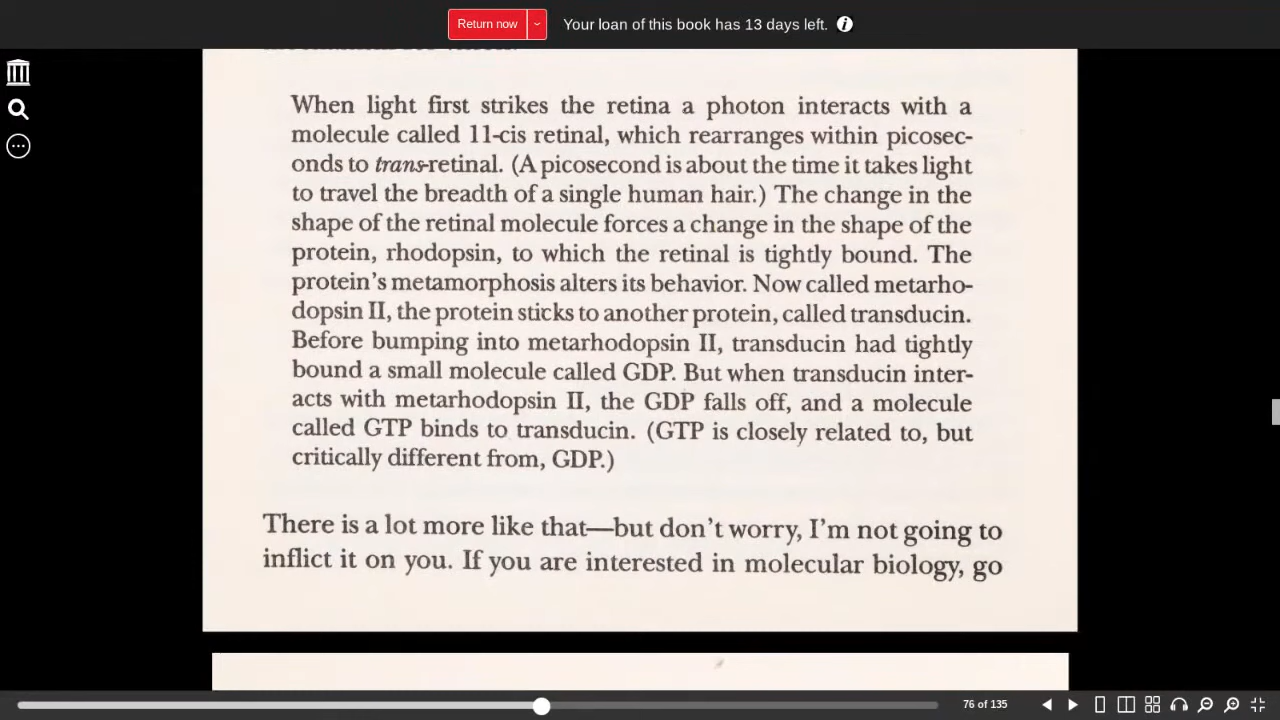 Return now
Your loan of this book has 13 days left.
When light first strikes the retina a photon interacts with a
molecule called 11-cis retinal, which rearranges within picosec-
onds to trans-retinal. (A picosecond is about the time it takes light
to travel the breadth of a single human hair.) The change in the
shape of the retinal molecule forces a change in the shape of the
protein, rhodopsin, to which the retinal is tightly bound. The
protein's metamorphosis alters its behavior. Now called metarho-
dopsin II, the protein sticks to another protein, called transducin.
Before bumping into metarhodopsin II, transducin had tightly
bound a small molecule called GDP. But when transducin inter-
acts with metarhodopsin II, the GDP falls off, and a molecule
called GTP binds to transducin. (GTP is closely related to, but
critically different from, GDP.)
There is a lot more like that—but don't worry, I'm not going to
inflict it on you. If you are interested in molecular biology, go
76 of 135